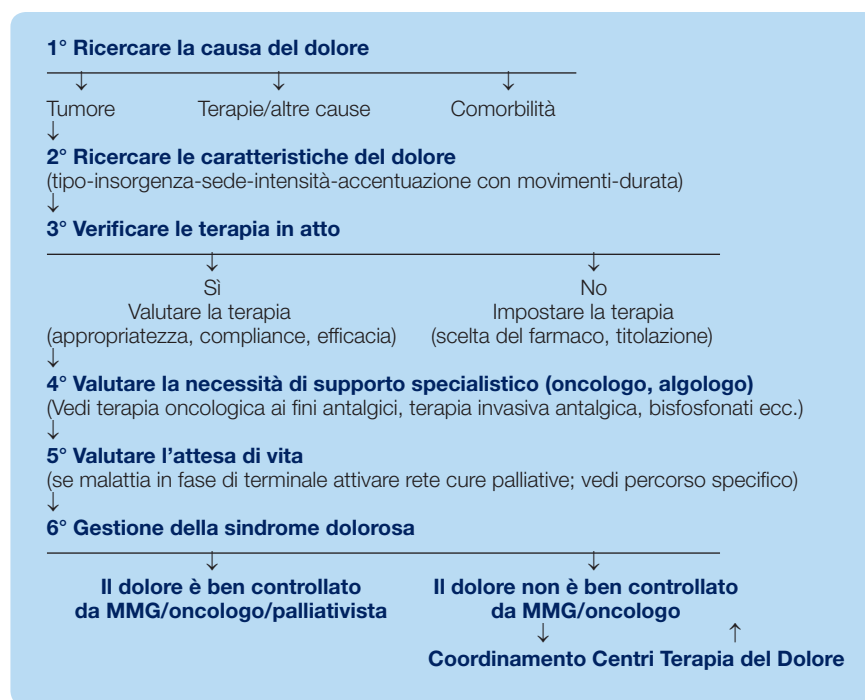 1° Ricercare la causa del dolore
↓ ↓ ↓
Tumore Terapie/altre cause Comorbilità
↓
2° Ricercare le caratteristiche del dolore
(tipo-insorgenza-sede-intensità-accentuazione con movimenti-durata)
↓
3° Verificare le terapia in atto
↓ ↓
Sì No
Valutare la terapia Impostare la terapia
(appropriatezza, compliance, efficacia) (scelta del farmaco, titolazione)
↓
4° Valutare la necessità di supporto specialistico (oncologo, algologo)
(Vedi terapia oncologica ai fini antalgici, terapia invasiva antalgica, bisfosfonati ecc.)
↓
5° Valutare l'attesa di vita
(se malattia in fase di terminale attivare rete cure palliative; vedi percorso specifico)
↓
6° Gestione della sindrome dolorosa
↓ ↓
Il dolore è ben controllato Il dolore non è ben controllato
da MMG/oncologo/palliativista da MMG/oncologo
↓ ↑
Coordinamento Centri Terapia del Dolore